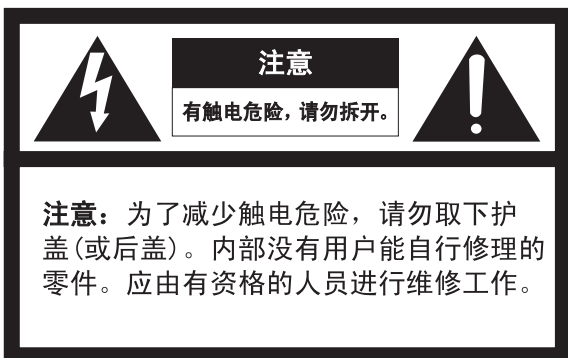 注意
有触电危险，请勿拆开。
注意：为了减少触电危险，请勿取下护
盖(或后盖)。内部没有用户能自行修理的
零件。应由有资格的人员进行维修工作。